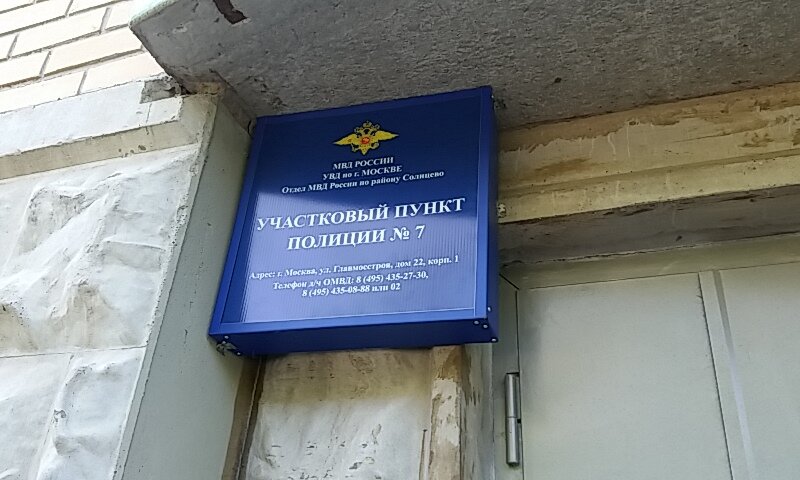 МВД РОССИИ
УВД по г. МОСКВЕ
Отдел МВД России по району Солнцево
УЧАСТКОВЫЙ ПУНКТ
ПОЛИЦИИ № 7
Адрес: г. Москва, ул. Главмосстроя, дом 22, корп. 1
Телефон д/ч ОМВД: 8 (495) 435-27-30,
8 (495) 435-08-88 или 02